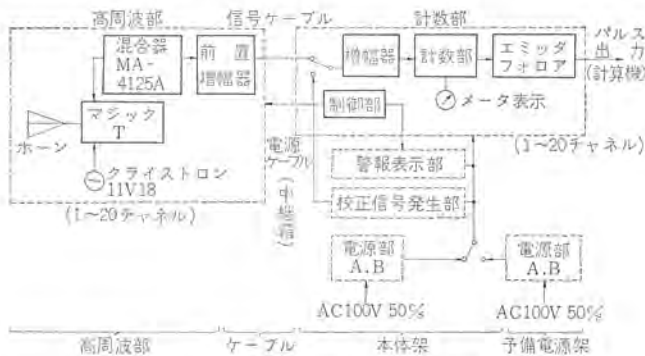 高周波部
信号ケーブル
計数部
混合器
MA-
4125A
前置
増幅器
増幅器
計数部
エミッタ
フォロア
パルス
出力
(計算機)
メータ表示
制御部
マジック
T
ホーン
クライストロン
11V18
(1~20チャネル)
電源
ケーブル
(中継箱)
(1~20チャネル)
警報表示部
校正信号発生部
電源部
A.B
電源部
A.B
AC100V 50%
AC100V 50%
高周波部
ケーブル
本体架
予備電源架